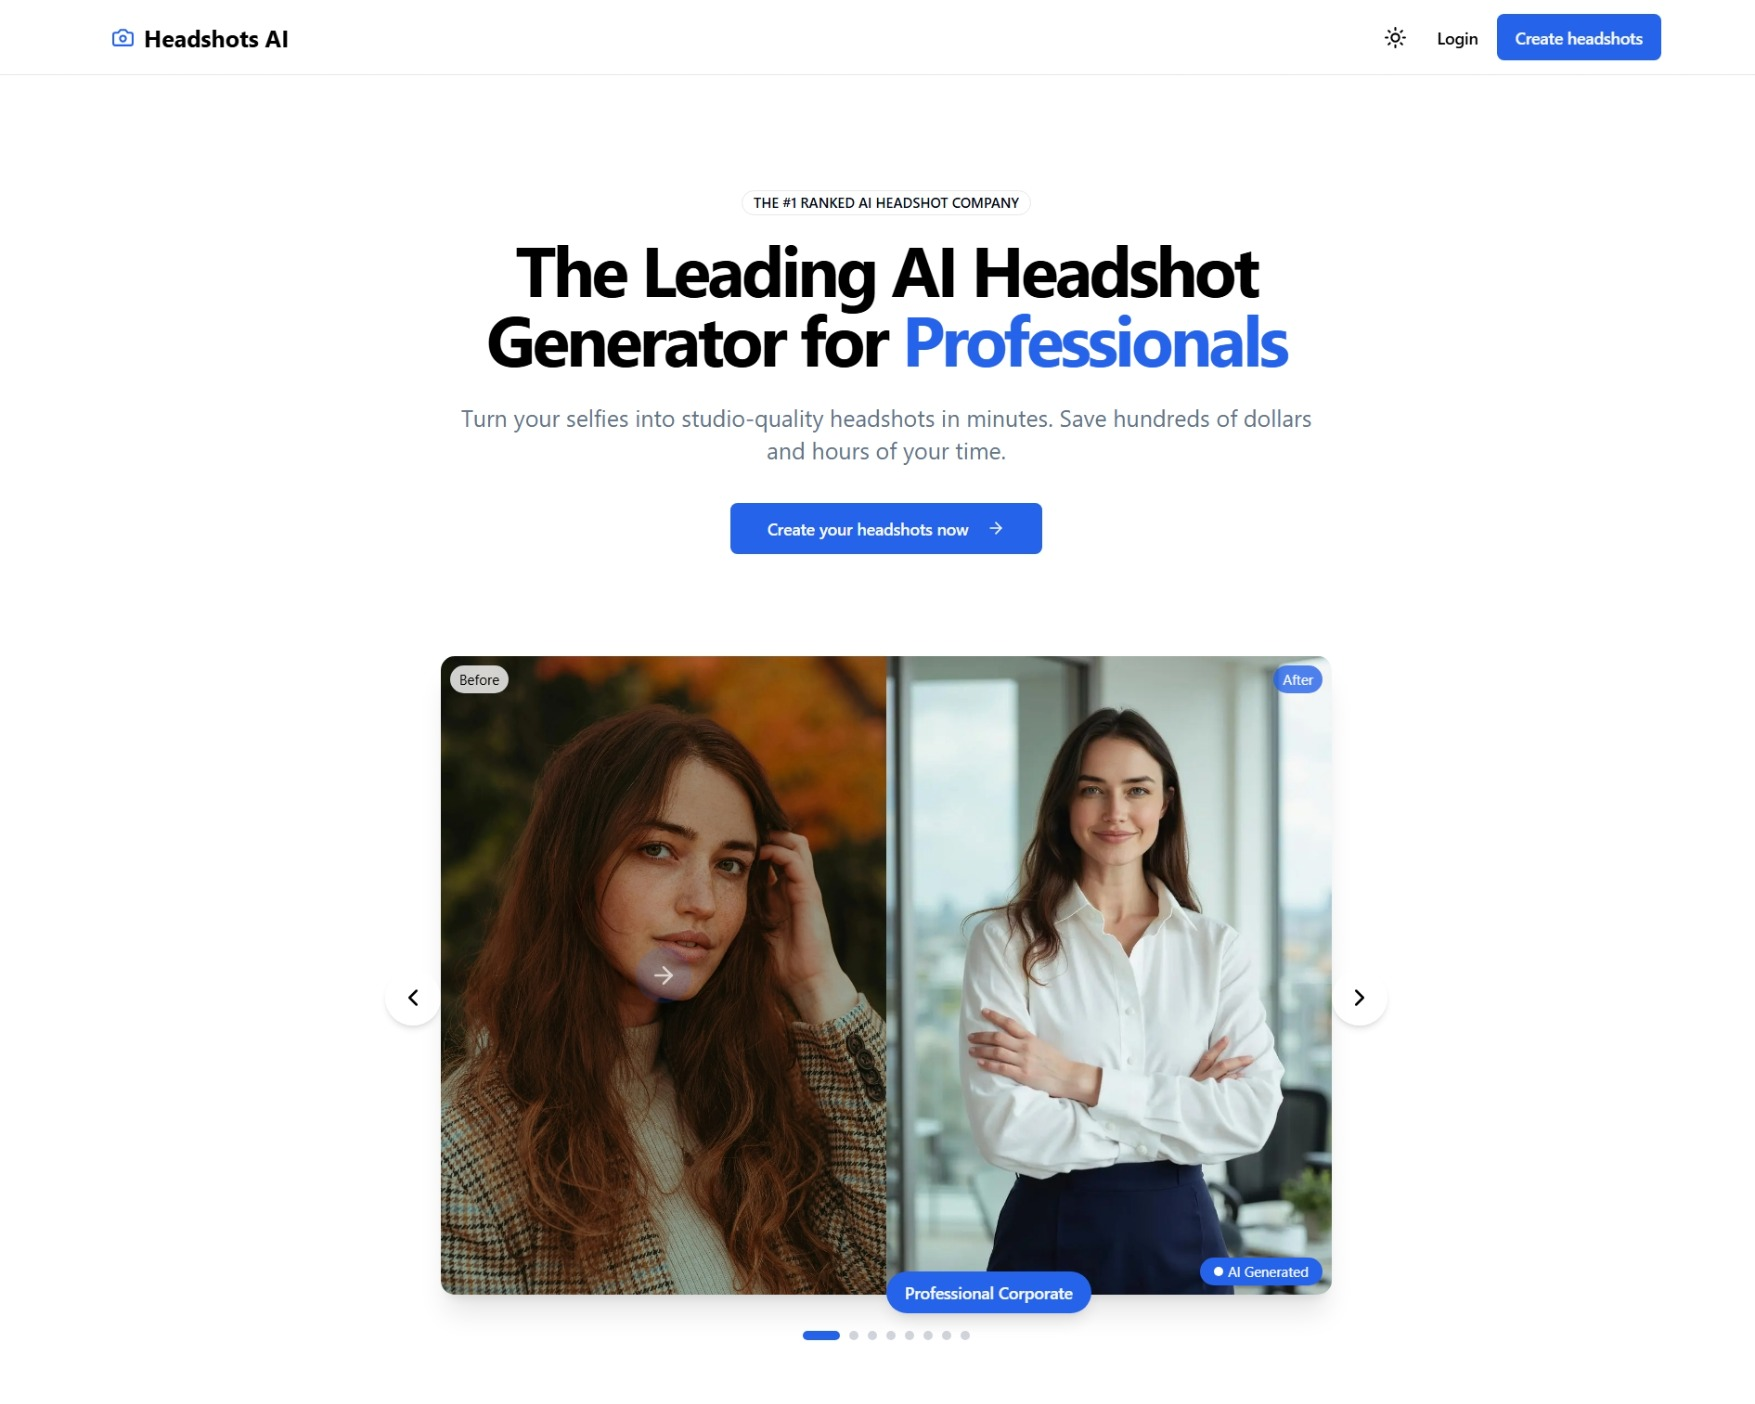 Headshots AI
Login
Create headshots
THE #1 RANKED AI HEADSHOT COMPANY
The Leading AI Headshot
Generator for Professionals
Turn your selfies into studio-quality headshots in minutes. Save hundreds of dollars
and hours of your time.
Create your headshots now
Before
After
AI Generated
Professional Corporate